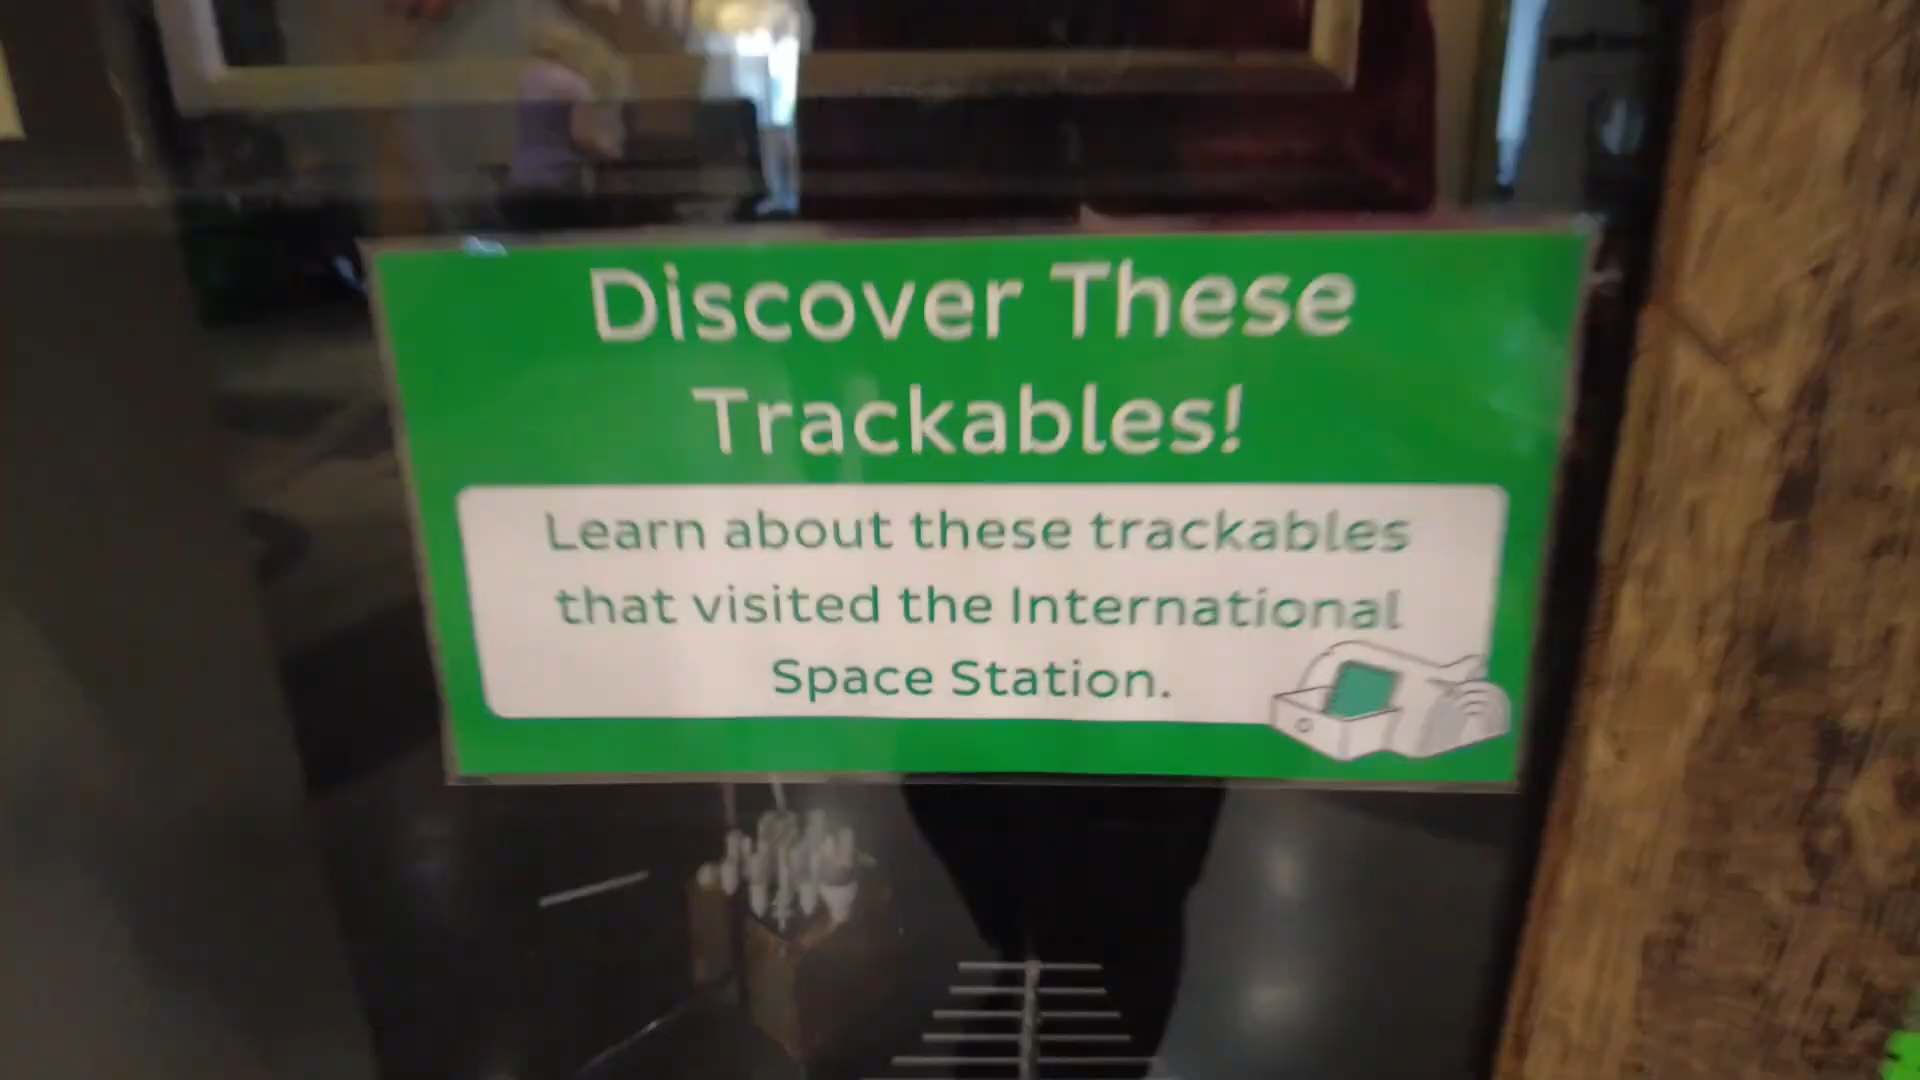 Discover These
Trackables!
Learn about these trackables
that visited the International
Space Station.